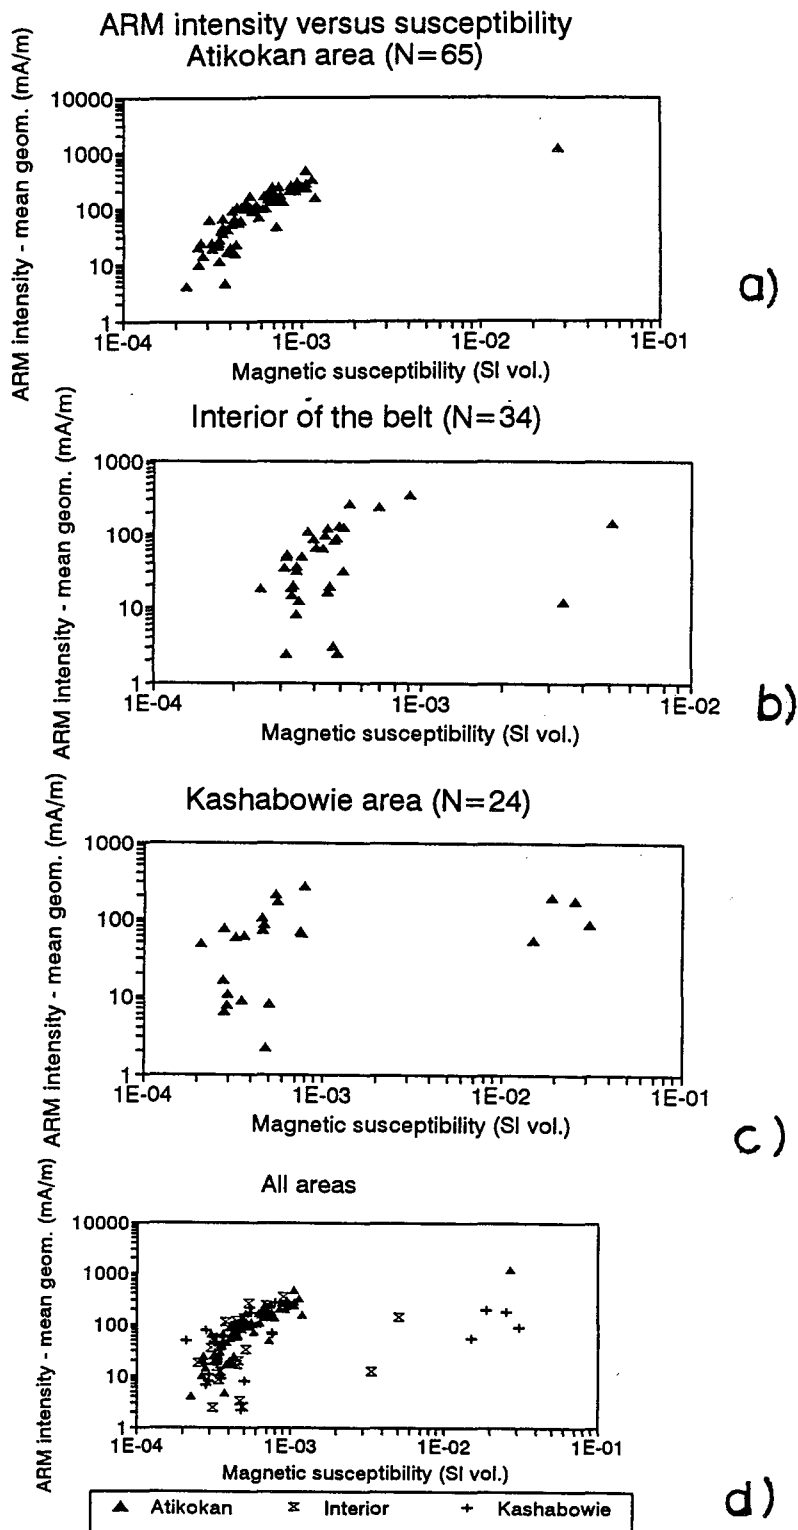 ARM intensity versus susceptibility
Atikokan area (N=65)
ARM intensity - mean geom. (mA/m)
10000
1000
100
10
1
1E-04 1E-03 1E-02 1E-01
Magnetic susceptibility (SI vol.)
a)
Interior of the belt (N=34)
ARM intensity - mean geom. (mA/m)
1000
100
10
1
1E-04 1E-03 1E-02
Magnetic susceptibility (SI vol.)
b)
Kashabowie area (N=24)
ARM intensity - mean geom. (mA/m)
1000
100
10
1
1E-04 1E-03 1E-02 1E-01
Magnetic susceptibility (SI vol.)
c)
All areas
ARM intensity - mean geom. (mA/m)
10000
1000
100
10
1
1E-04 1E-03 1E-02 1E-01
Magnetic susceptibility (SI vol.)
Atikokan Interior Kashabowie
d)